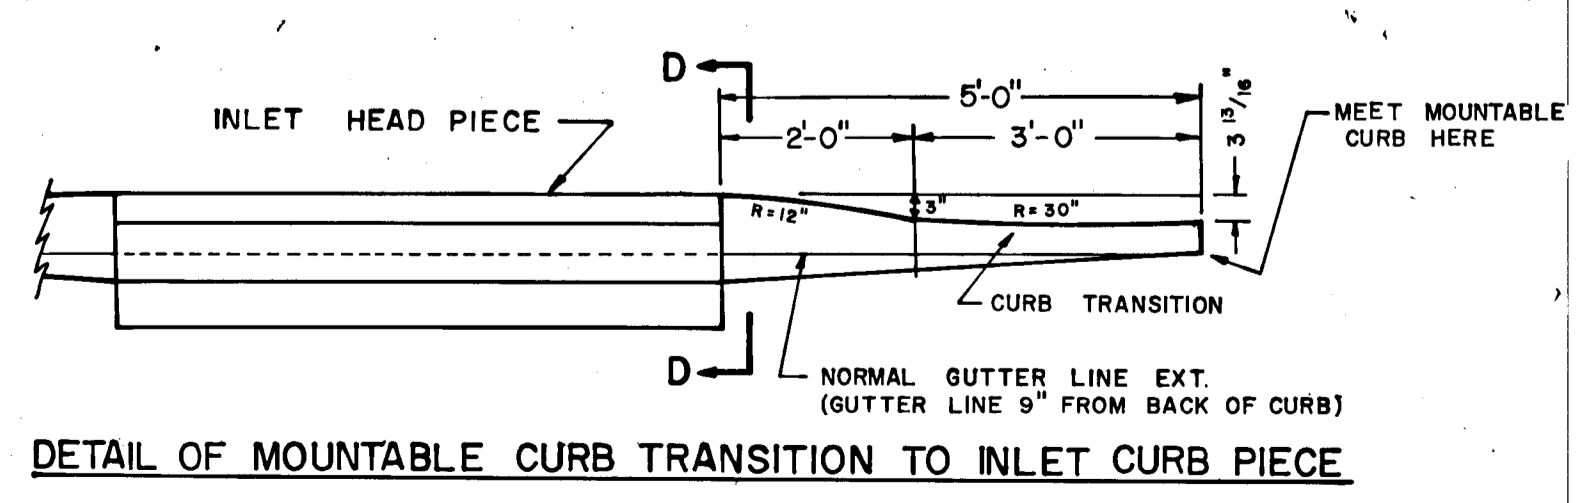 D
5'-0"
INLET HEAD PIECE
2'-0"
3'-0"
3 13/16"
MEET MOUNTABLE
CURB HERE
R=12"
3"
R=30"
CURB TRANSITION
D
NORMAL GUTTER LINE EXT.
(GUTTER LINE 9" FROM BACK OF CURB)
DETAIL OF MOUNTABLE CURB TRANSITION TO INLET CURB PIECE